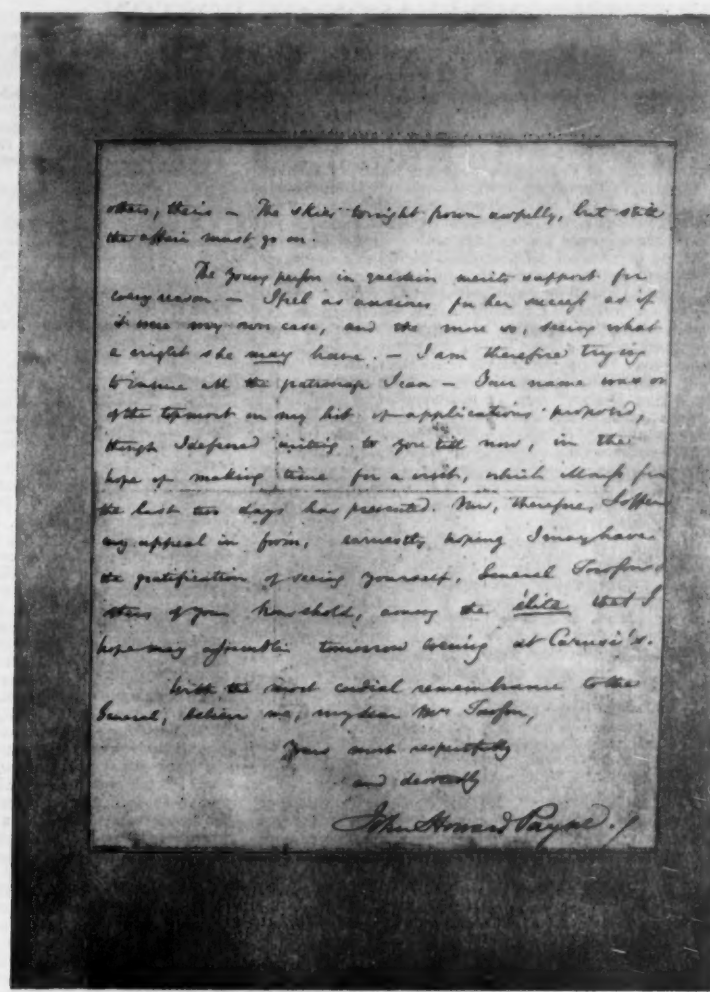 others, theirs – The skies tonight frown awfully, but still
the affair must go on.
The young person in question merits support for
every reason – I feel as anxious for her success as if
it were my own case, and the more so, seeing what
a might she may have. – I am therefore trying
to insure all the patronage I can – Your name was on
of the topmost on my list of applications proposed,
though I deferred writing to you till now, in the
hope of making time for a visit, which illness for
the last two days has prevented. Now, therefore, I offer
my appeal in form, earnestly hoping I may have
the gratification of seeing yourself, General
of your household, among the élite that I
hope may assemble tomorrow evening at Carusi's.
With the most cordial remembrance to the
General, believe me, my dear Mrs
Yours most respectfully
and devotedly
John Howard Payne.